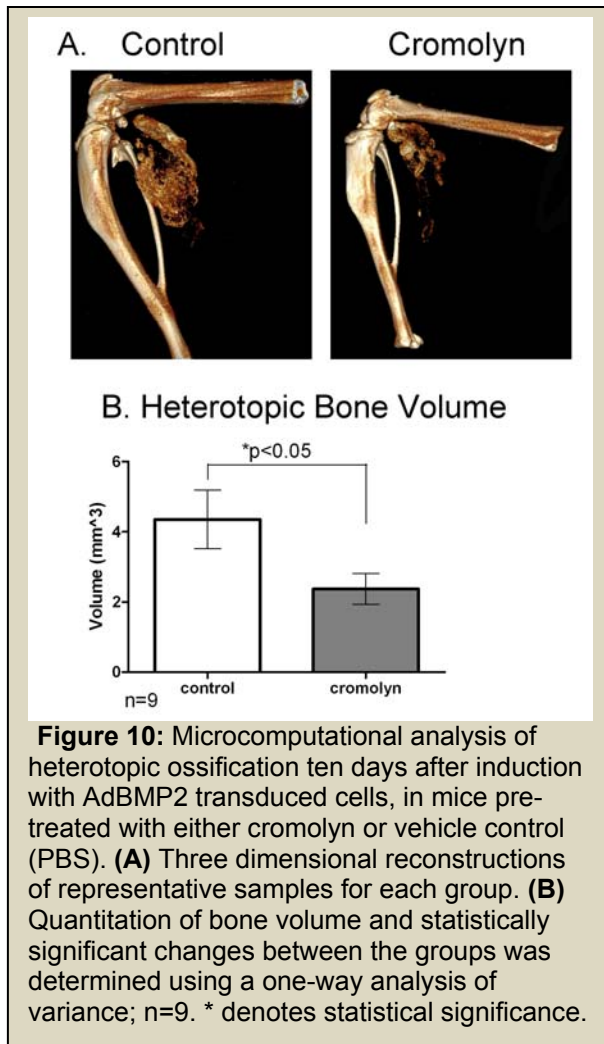 A. Control Cromolyn
B. Heterotopic Bone Volume
*p<0.05
6
4
2
0
Volume (mm^3)
control cromolyn
n=9
Figure 10: Microcomputational analysis of
heterotopic ossification ten days after induction
with AdBMP2 transduced cells, in mice pre-
treated with either cromolyn or vehicle control
(PBS). (A) Three dimensional reconstructions
of representative samples for each group. (B)
Quantitation of bone volume and statistically
significant changes between the groups was
determined using a one-way analysis of
variance; n=9. * denotes statistical significance.